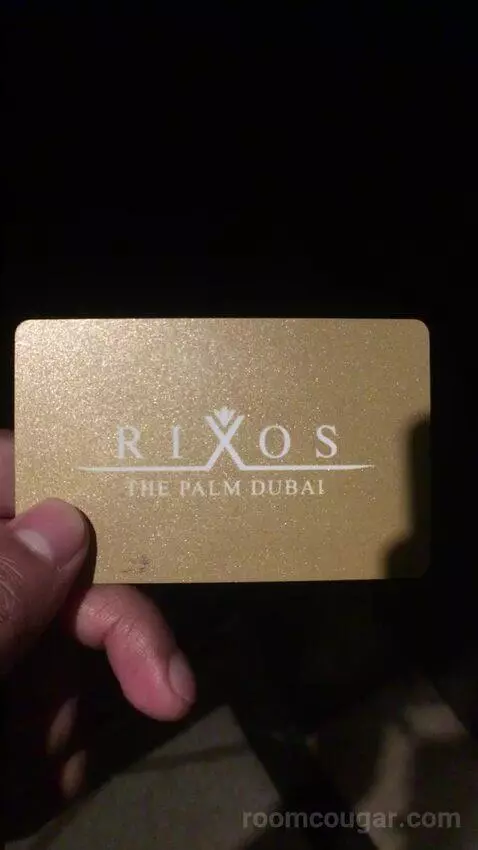 RIXOS
THE PALM DUBAI
roomcougar.com